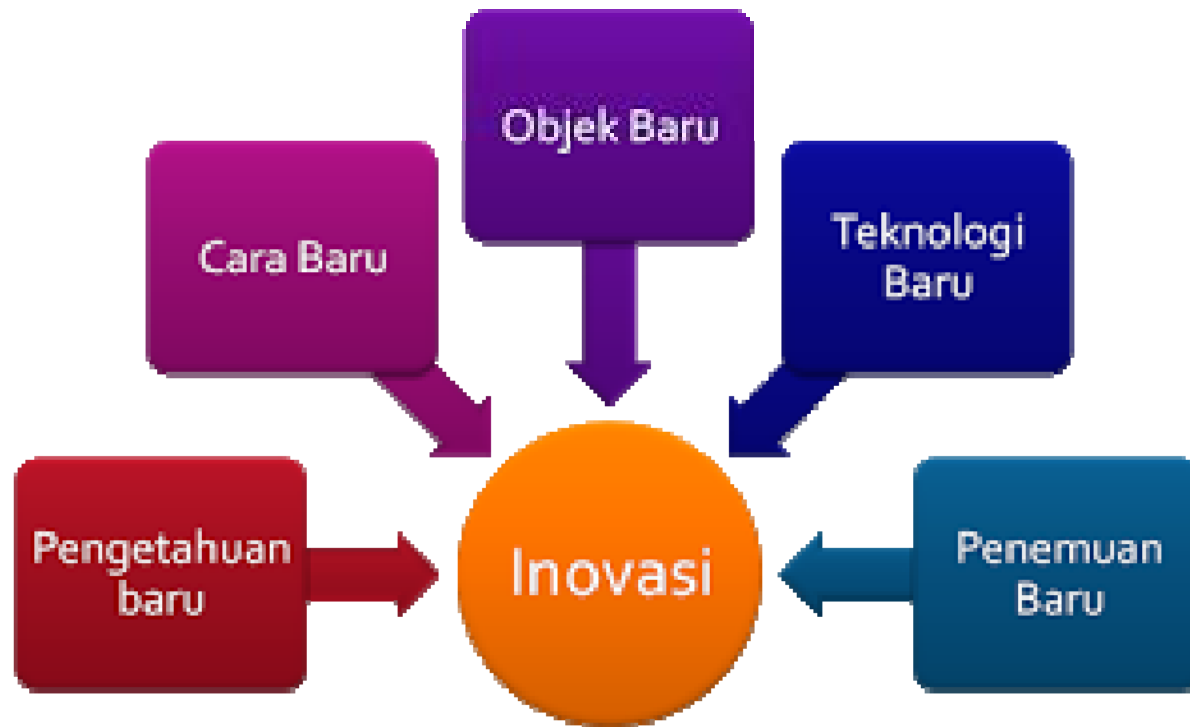 Objek Baru
Cara Baru
Teknologi
Baru
Pengetahuan
baru
Inovasi
Penemuan
Baru